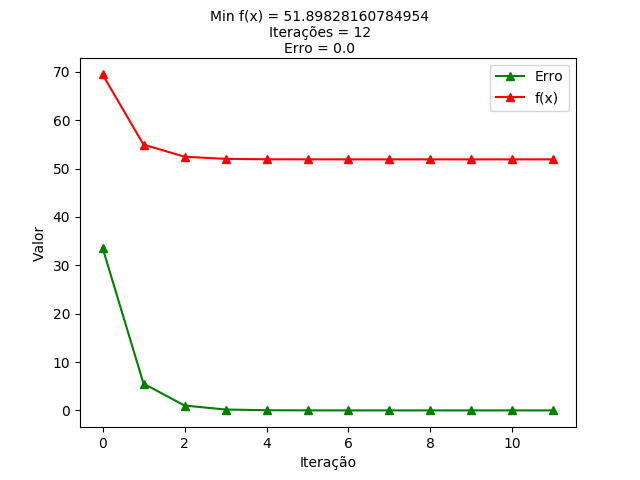 Min f(x) = 51.89828160784954
Iterações = 12
Erro = 0.0
Erro
f(x)
70
60
50
40
30
20
10
0
Valor
0 2 4 6 8 10
Iteração